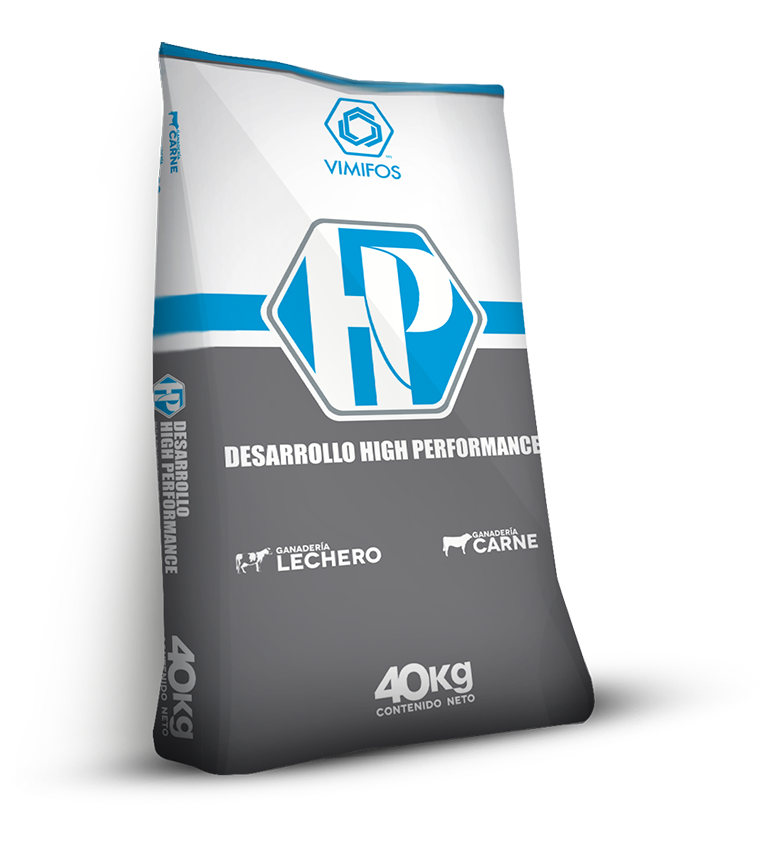 VIMIFOS
HP
DESARROLLO HIGH PERFORMANCE
GANADERÍA
LECHERO
GANADERÍA
CARNE
40Kg
CONTENIDO NETO
CARNE
HP
DESARROLLO
HIGH PERFORMANCE
40Kg
CONTENIDO NETO